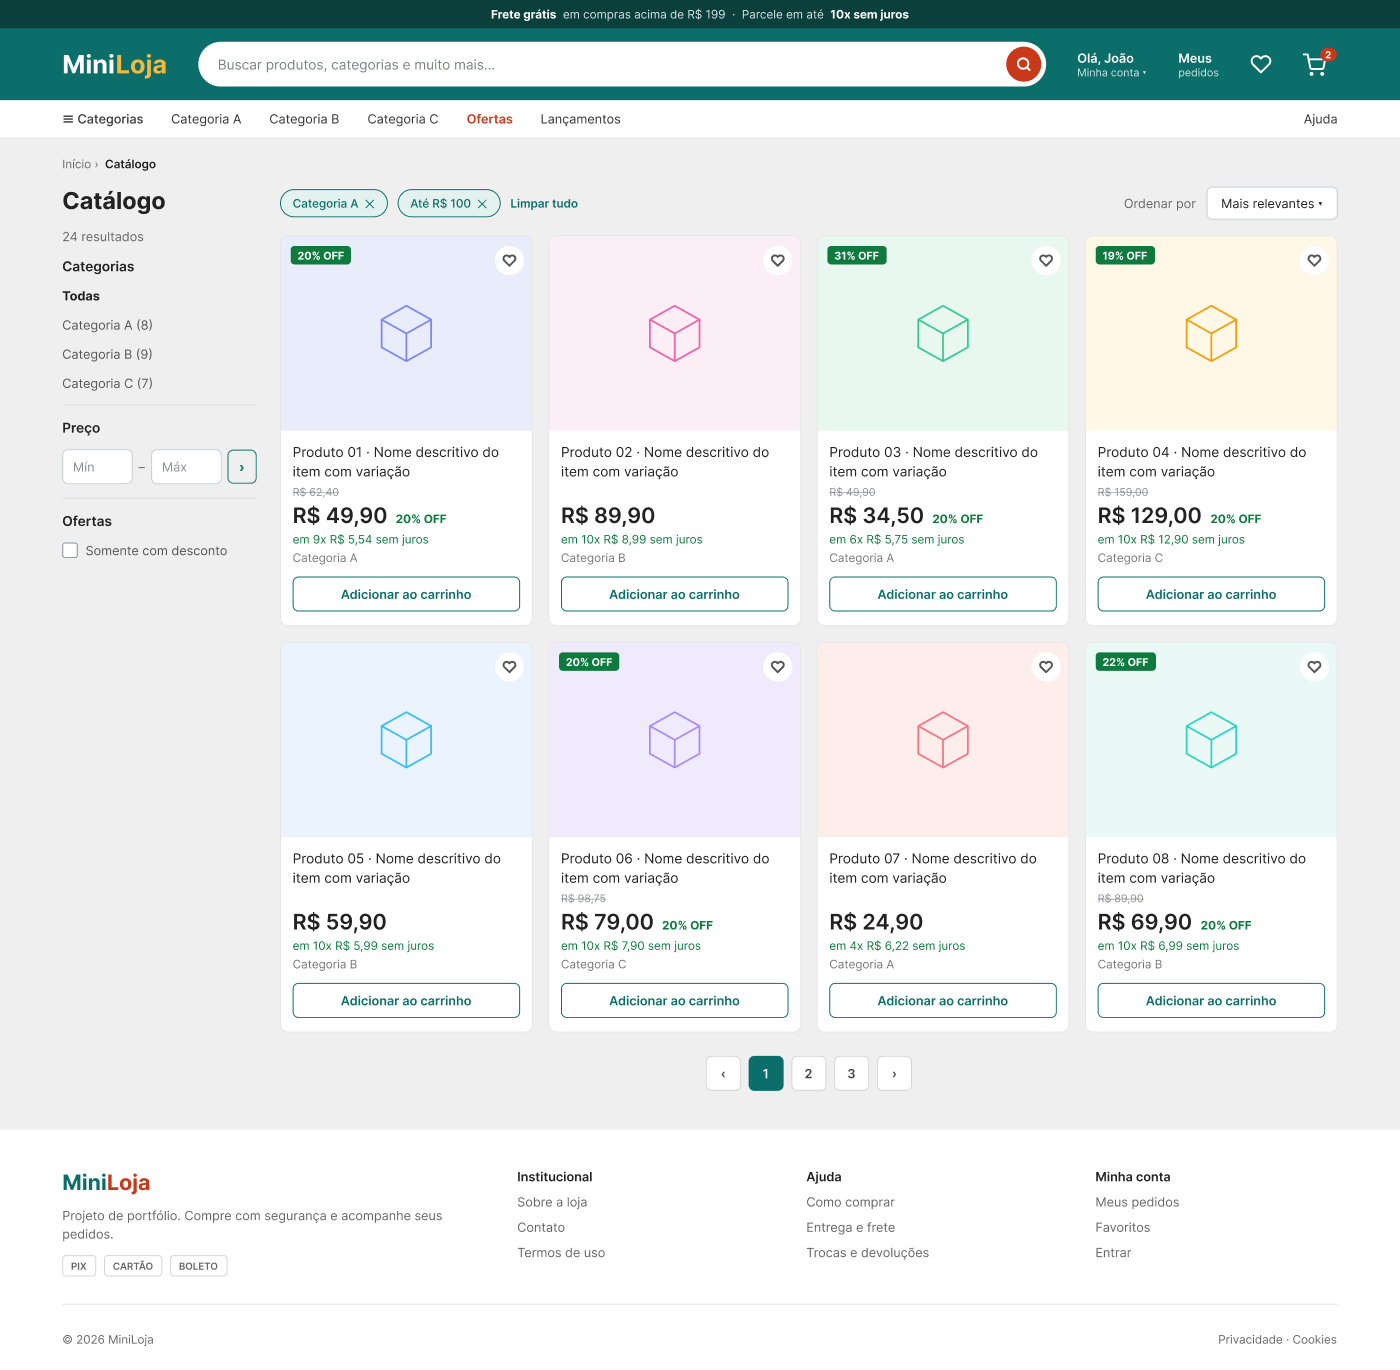 Frete grátis em compras acima de R$ 199 · Parcele em até 10x sem juros
MiniLoja
Buscar produtos, categorias e muito mais...
Olá, João
Minha conta ▾
Meus
pedidos
2
Categorias
Categoria A
Categoria B
Categoria C
Ofertas
Lançamentos
Ajuda
Início › Catálogo
Catálogo
24 resultados
Categorias
Todas
Categoria A (8)
Categoria B (9)
Categoria C (7)
Preço
Mín – Máx ›
Ofertas
Somente com desconto
Categoria A
Até R$ 100
Limpar tudo
Ordenar por
Mais relevantes ▾
20% OFF
Produto 01 · Nome descritivo do
item com variação
R$ 62,40
R$ 49,90 20% OFF
em 9x R$ 5,54 sem juros
Categoria A
Adicionar ao carrinho
Produto 02 · Nome descritivo do
item com variação
R$ 89,90
em 10x R$ 8,99 sem juros
Categoria B
Adicionar ao carrinho
31% OFF
Produto 03 · Nome descritivo do
item com variação
R$ 49,90
R$ 34,50 20% OFF
em 6x R$ 5,75 sem juros
Categoria A
Adicionar ao carrinho
19% OFF
Produto 04 · Nome descritivo do
item com variação
R$ 159,00
R$ 129,00 20% OFF
em 10x R$ 12,90 sem juros
Categoria C
Adicionar ao carrinho
Produto 05 · Nome descritivo do
item com variação
R$ 59,90
em 10x R$ 5,99 sem juros
Categoria B
Adicionar ao carrinho
20% OFF
Produto 06 · Nome descritivo do
item com variação
R$ 98,75
R$ 79,00 20% OFF
em 10x R$ 7,90 sem juros
Categoria C
Adicionar ao carrinho
Produto 07 · Nome descritivo do
item com variação
R$ 24,90
em 4x R$ 6,22 sem juros
Categoria A
Adicionar ao carrinho
22% OFF
Produto 08 · Nome descritivo do
item com variação
R$ 89,90
R$ 69,90 20% OFF
em 10x R$ 6,99 sem juros
Categoria B
Adicionar ao carrinho
‹ 1 2 3 ›
MiniLoja
Projeto de portfólio. Compre com segurança e acompanhe seus
pedidos.
PIX
CARTÃO
BOLETO
Institucional
Sobre a loja
Contato
Termos de uso
Ajuda
Como comprar
Entrega e frete
Trocas e devoluções
Minha conta
Meus pedidos
Favoritos
Entrar
© 2026 MiniLoja
Privacidade · Cookies